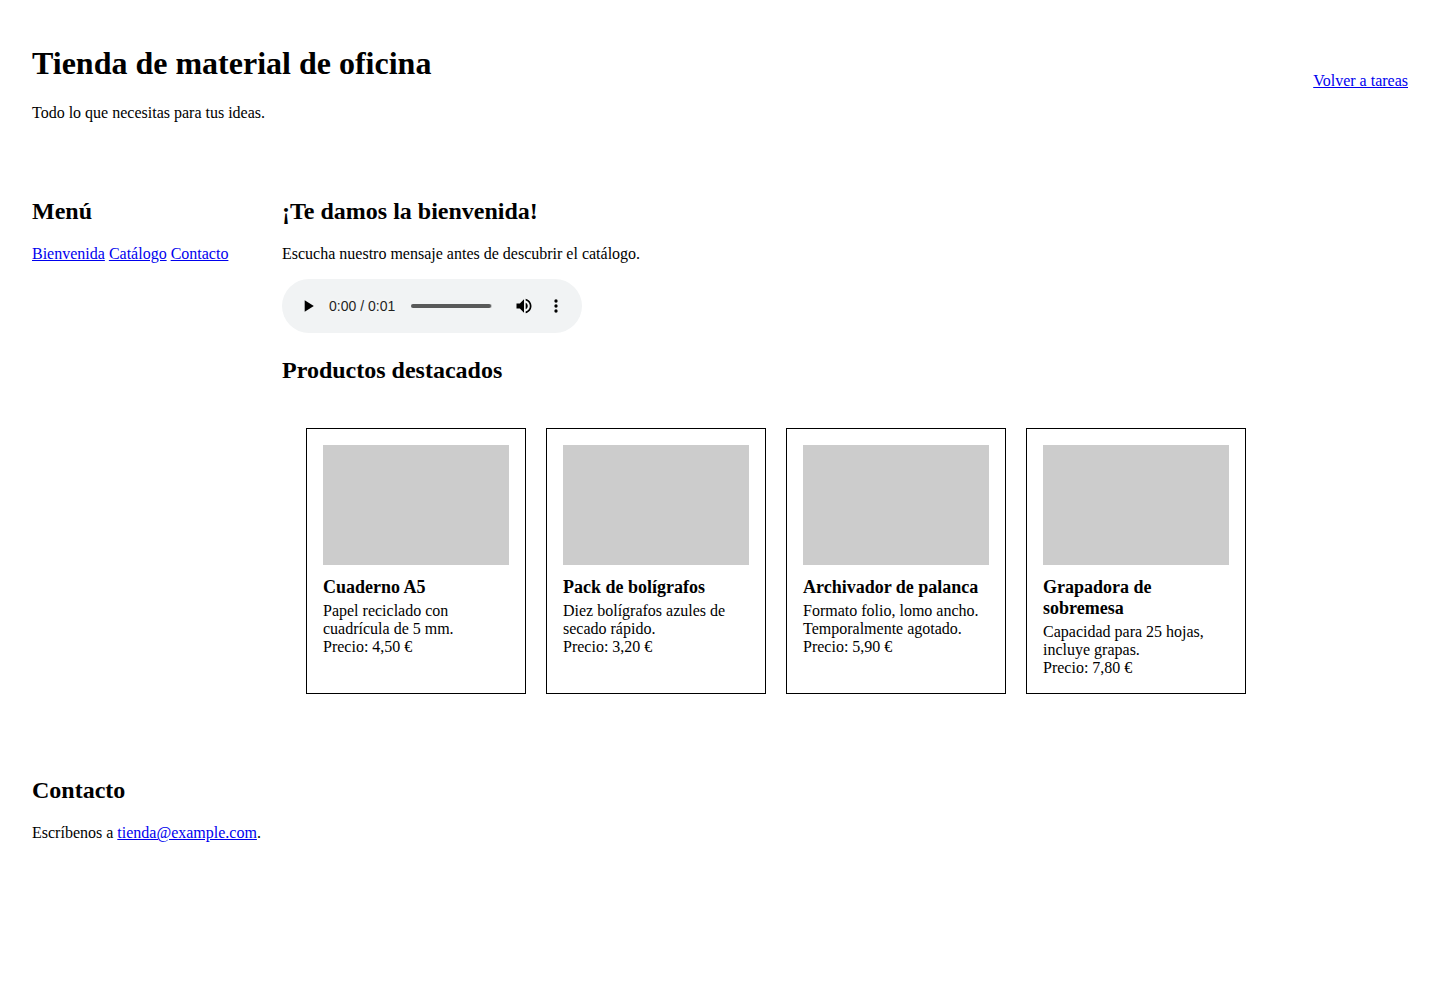 Tienda de material de oficina
Volver a tareas
Todo lo que necesitas para tus ideas.
Menú
Bienvenida Catálogo Contacto
¡Te damos la bienvenida!
Escucha nuestro mensaje antes de descubrir el catálogo.
0:00 / 0:01
Productos destacados
Cuaderno A5
Papel reciclado con
cuadrícula de 5 mm.
Precio: 4,50 €
Pack de bolígrafos
Diez bolígrafos azules de
secado rápido.
Precio: 3,20 €
Archivador de palanca
Formato folio, lomo ancho.
Temporalmente agotado.
Precio: 5,90 €
Grapadora de
sobremesa
Capacidad para 25 hojas,
incluye grapas.
Precio: 7,80 €
Contacto
Escríbenos a tienda@example.com.